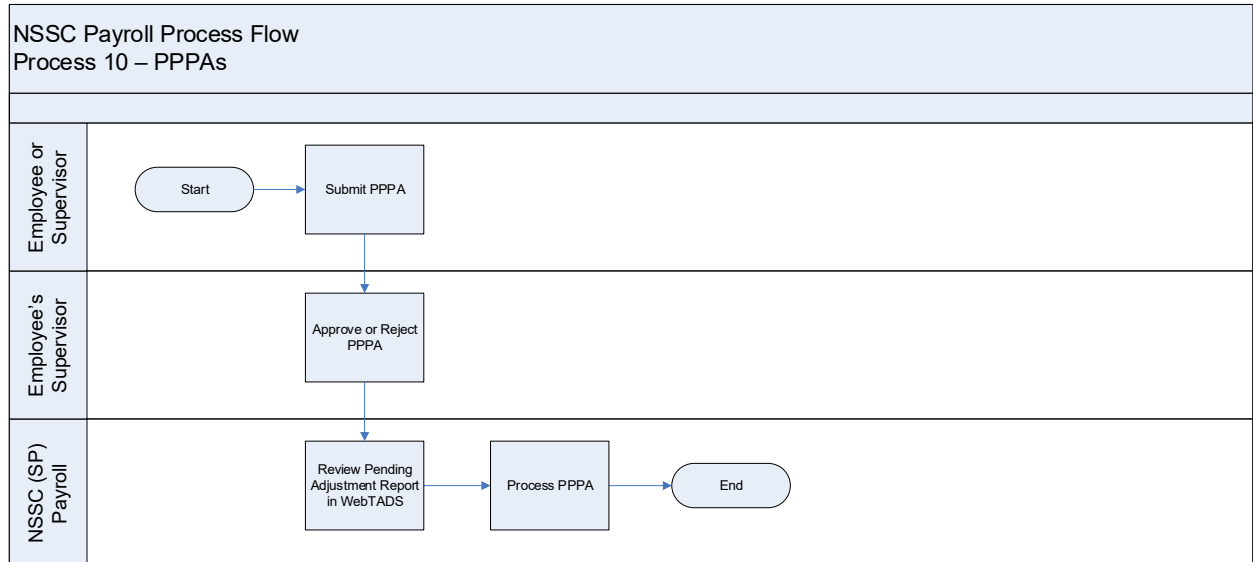 NSSC Payroll Process Flow
Process 10 – PPPAs
Employee or
Supervisor
Start
Submit PPPA
Employee’s
Supervisor
Approve or Reject
PPPA
NSSC (SP)
Payroll
Review Pending
Adjustment Report
in WebTADS
Process PPPA
End